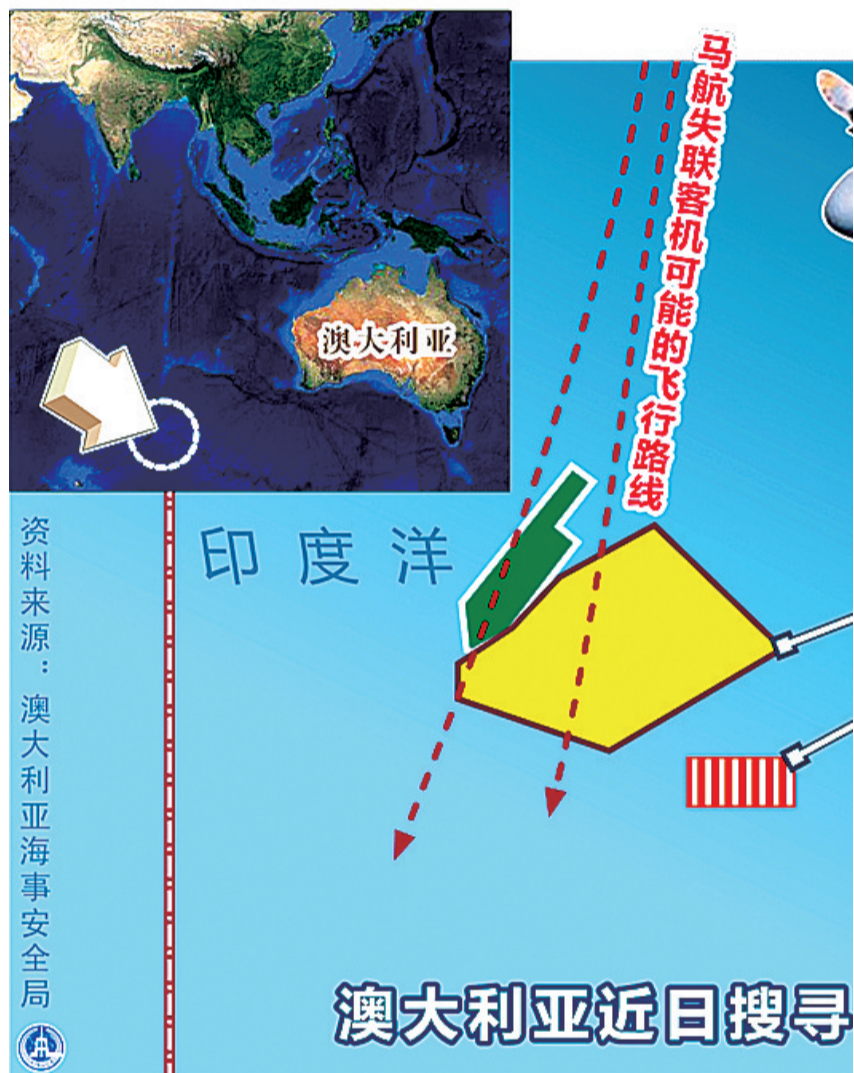 澳大利亚
马航失联客机可能的飞行路线
印度洋
资料来源：澳大利亚海事安全局
澳大利亚近日搜寻